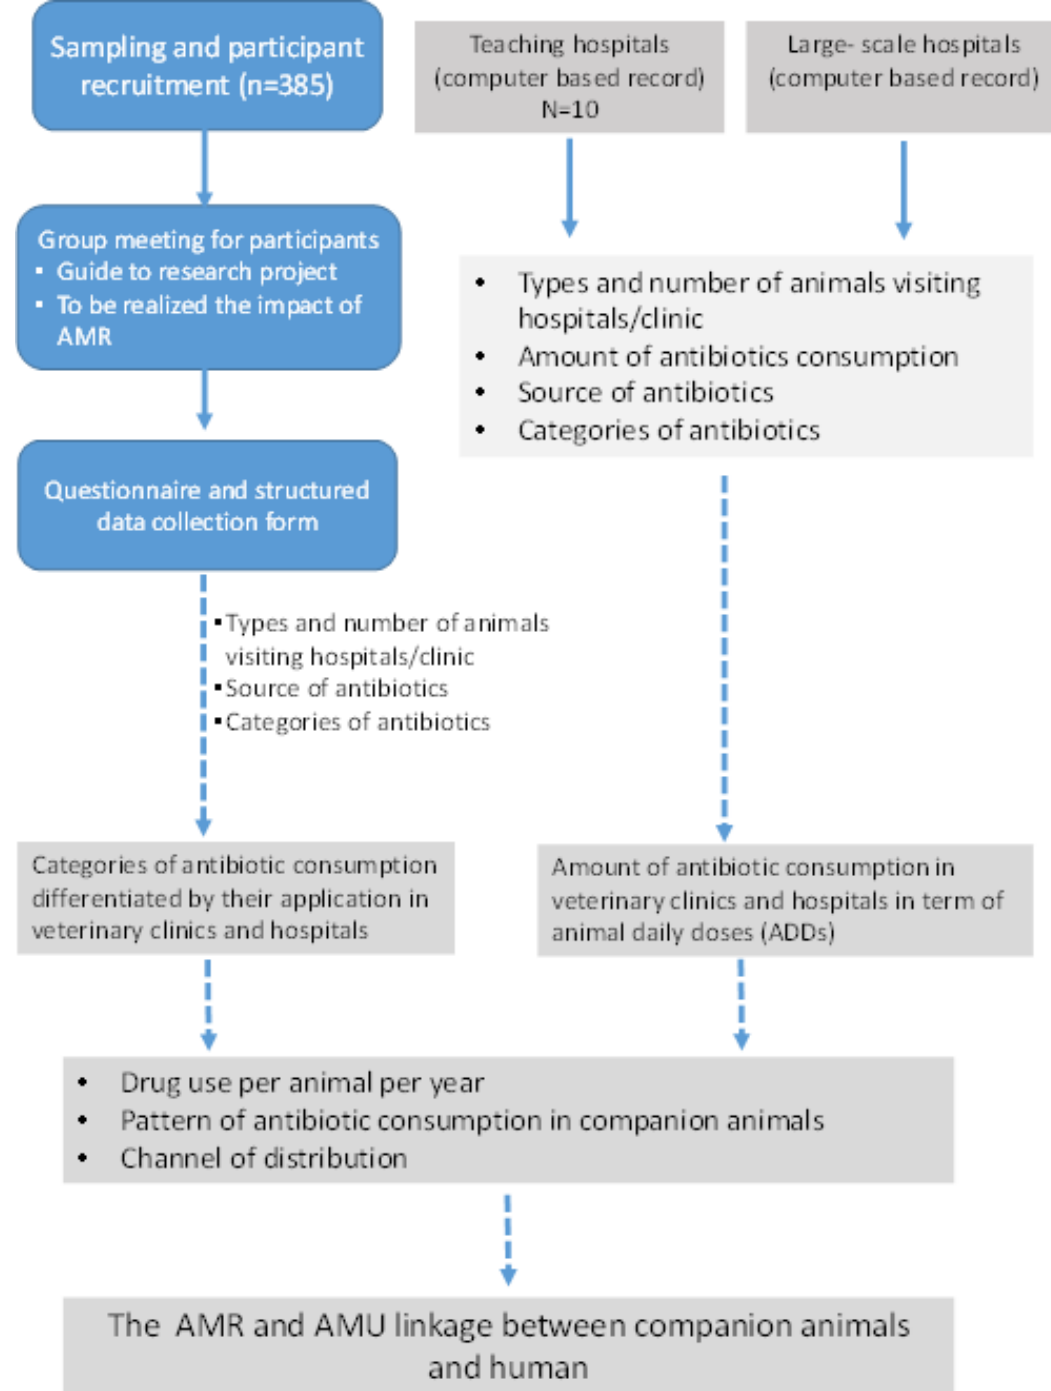 Sampling and participant
recruitment (n=385)
Teaching hospitals
(computer based record)
N=10
Large- scale hospitals
(computer based record)
Group meeting for participants
▪ Guide to research project
▪ To be realized the impact of
AMR
• Types and number of animals visiting
hospitals/clinic
• Amount of antibiotics consumption
• Source of antibiotics
• Categories of antibiotics
Questionnaire and structured
data collection form
▪Types and number of animals
visiting hospitals/clinic
▪Source of antibiotics
▪Categories of antibiotics
Categories of antibiotic consumption
differentiated by their application in
veterinary clinics and hospitals
Amount of antibiotic consumption in
veterinary clinics and hospitals in term of
animal daily doses (ADDs)
• Drug use per animal per year
• Pattern of antibiotic consumption in companion animals
• Channel of distribution
The AMR and AMU linkage between companion animals
and human